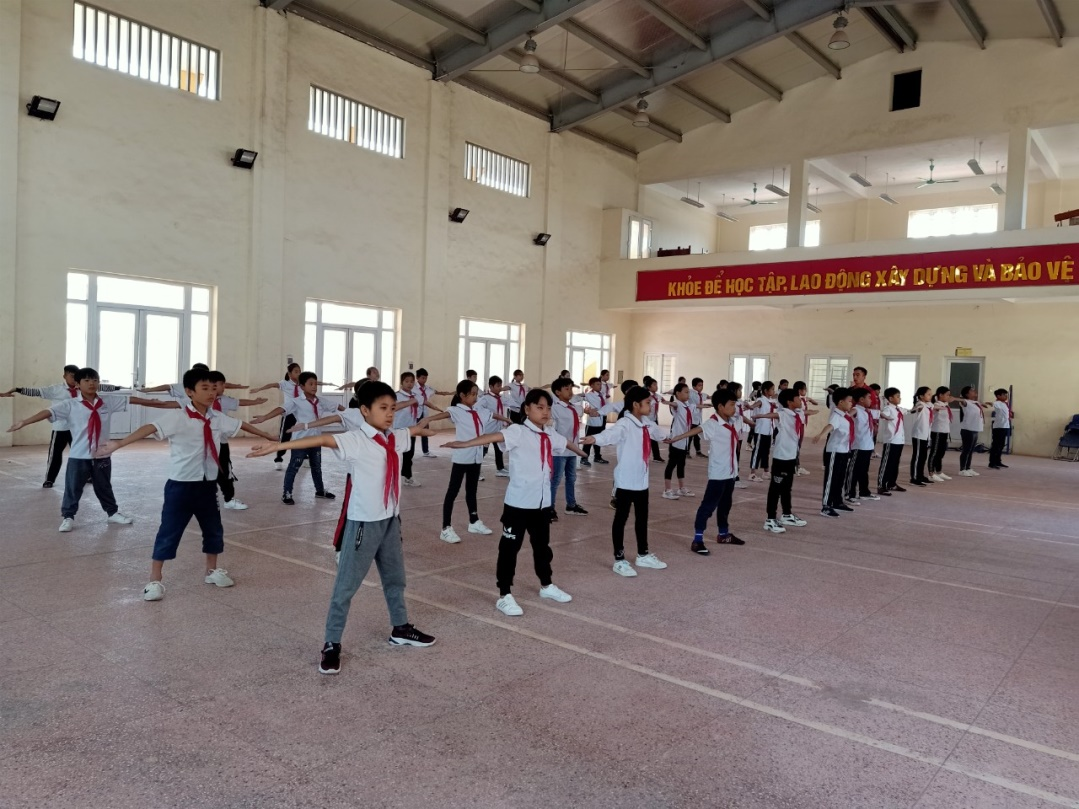 KHỎE ĐỂ HỌC TẬP, LAO ĐỘNG XÂY DỰNG VÀ BẢO VỆ